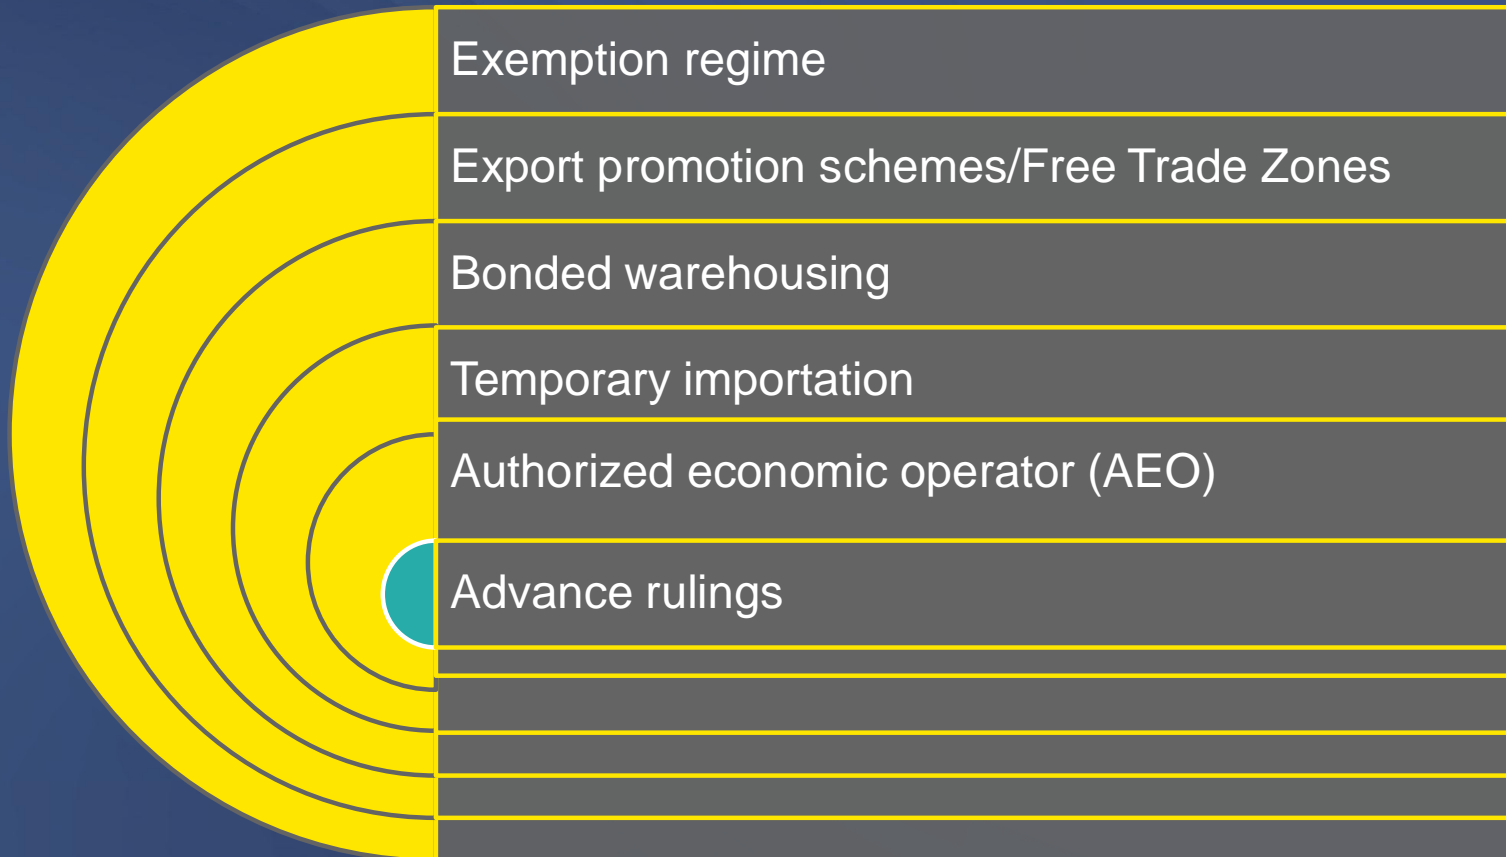 Exemption regime
Export promotion schemes/Free Trade Zones
Bonded warehousing
Temporary importation
Authorized economic operator (AEO)
Advance rulings